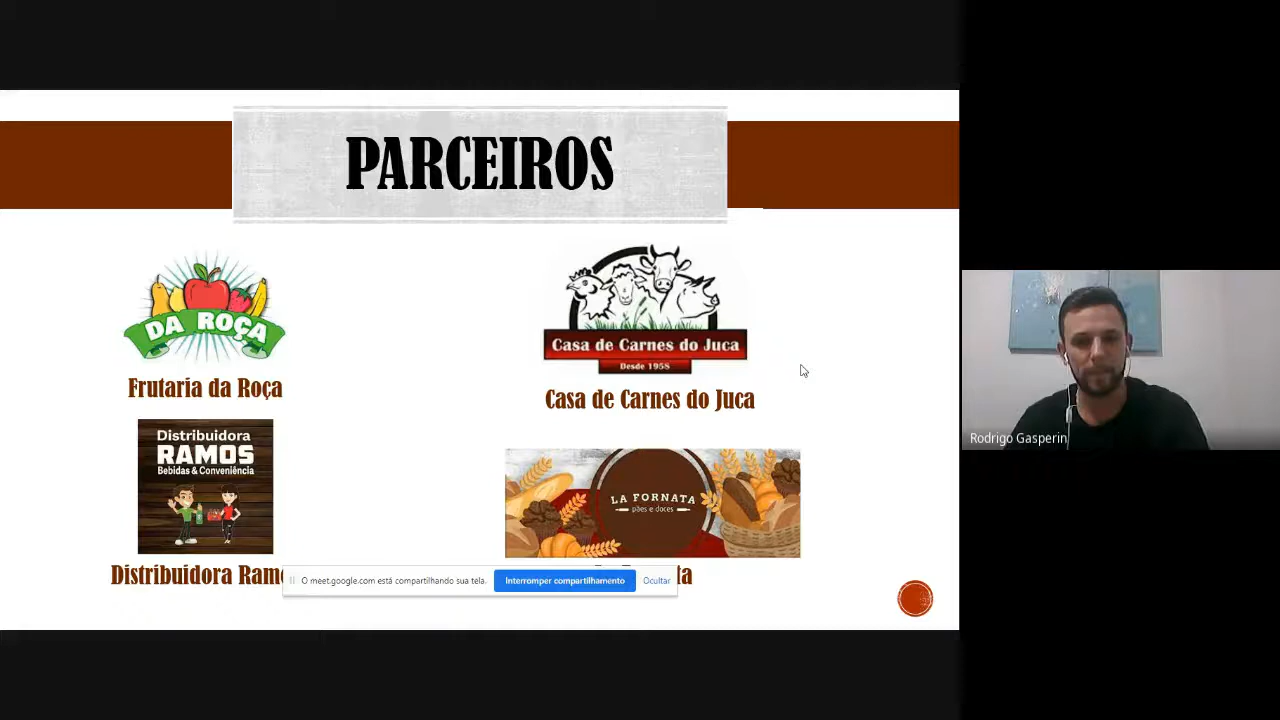 PARCEIROS
DA ROÇA
Frutaria da Roça
Casa de Carnes do Juca
Desde 1958
Casa de Carnes do Juca
Distribuidora
RAMOS
Bebidas & Conveniência
Distribuidora
LA FORNATA
pães e doces
O meet.google.com está compartilhando sua tela.
Interromper compartilhamento
Ocultar
Rodrigo Gasperin